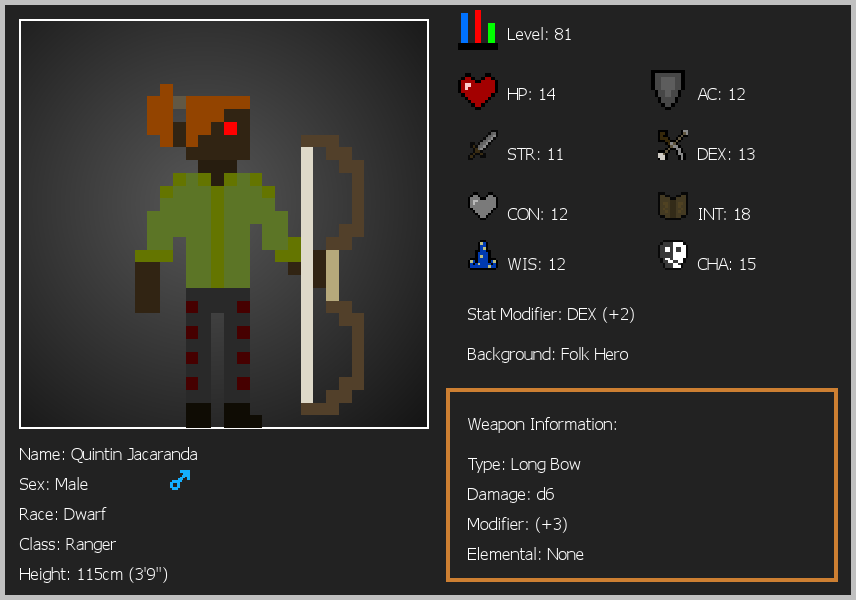 Level: 81
HP: 14
AC: 12
STR: 11
DEX: 13
CON: 12
INT: 18
WIS: 12
CHA: 15
Stat Modifier: DEX (+2)
Background: Folk Hero
Weapon Information:
Type: Long Bow
Damage: d6
Modifier: (+3)
Elemental: None
Name: Quintin Jacaranda
Sex: Male
Race: Dwarf
Class: Ranger
Height: 115cm (3'9")